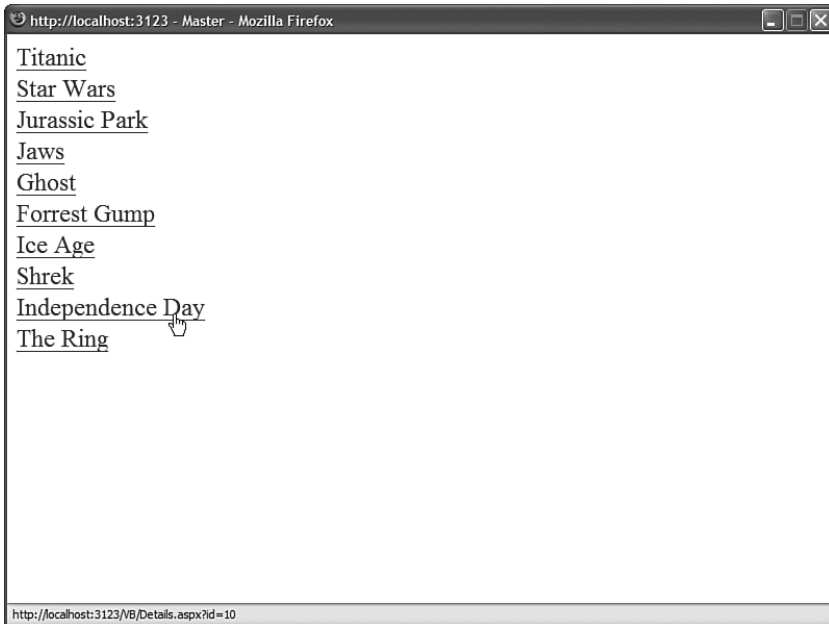 http://localhost:3123 - Master - Mozilla Firefox
Titanic
Star Wars
Jurassic Park
Jaws
Ghost
Forrest Gump
Ice Age
Shrek
Independence Day
The Ring
http://localhost:3123/VB/Details.aspx?id=10